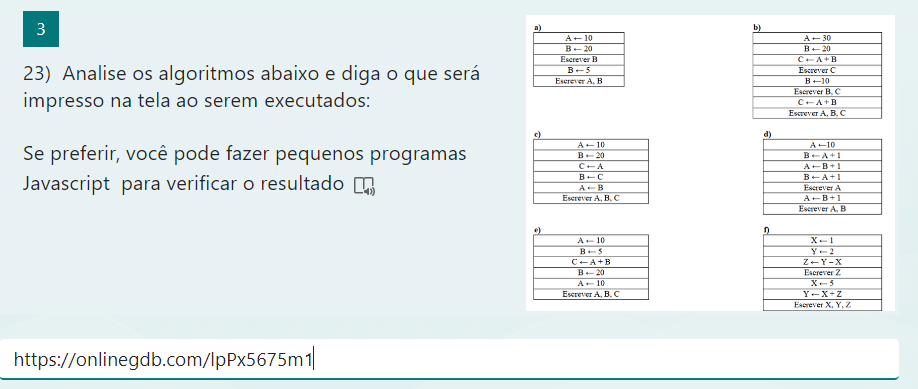 3
23) Analise os algoritmos abaixo e diga o que será
impresso na tela ao serem executados:
Se preferir, você pode fazer pequenos programas
Javascript para verificar o resultado
a)
A ← 10
B ← 20
Escrever B
B ← 5
Escrever A, B
b)
A ← 30
B ← 20
C ← A + B
Escrever C
B ←10
Escrever B, C
C ← A + B
Escrever A, B, C
c)
A ← 10
B ← 20
C ← A
B ← C
A ← B
Escrever A, B, C
d)
A ←10
B ← A + 1
A ← B + 1
B ← A + 1
Escrever A
A ← B + 1
Escrever A, B
e)
A ← 10
B ← 5
C ← A + B
B ← 20
A ← 10
Escrever A, B, C
f)
X ← 1
Y ← 2
Z ← Y – X
Escrever Z
X ← 5
Y ← X + Z
Escrever X, Y, Z
https://onlinegdb.com/lpPx5675m1